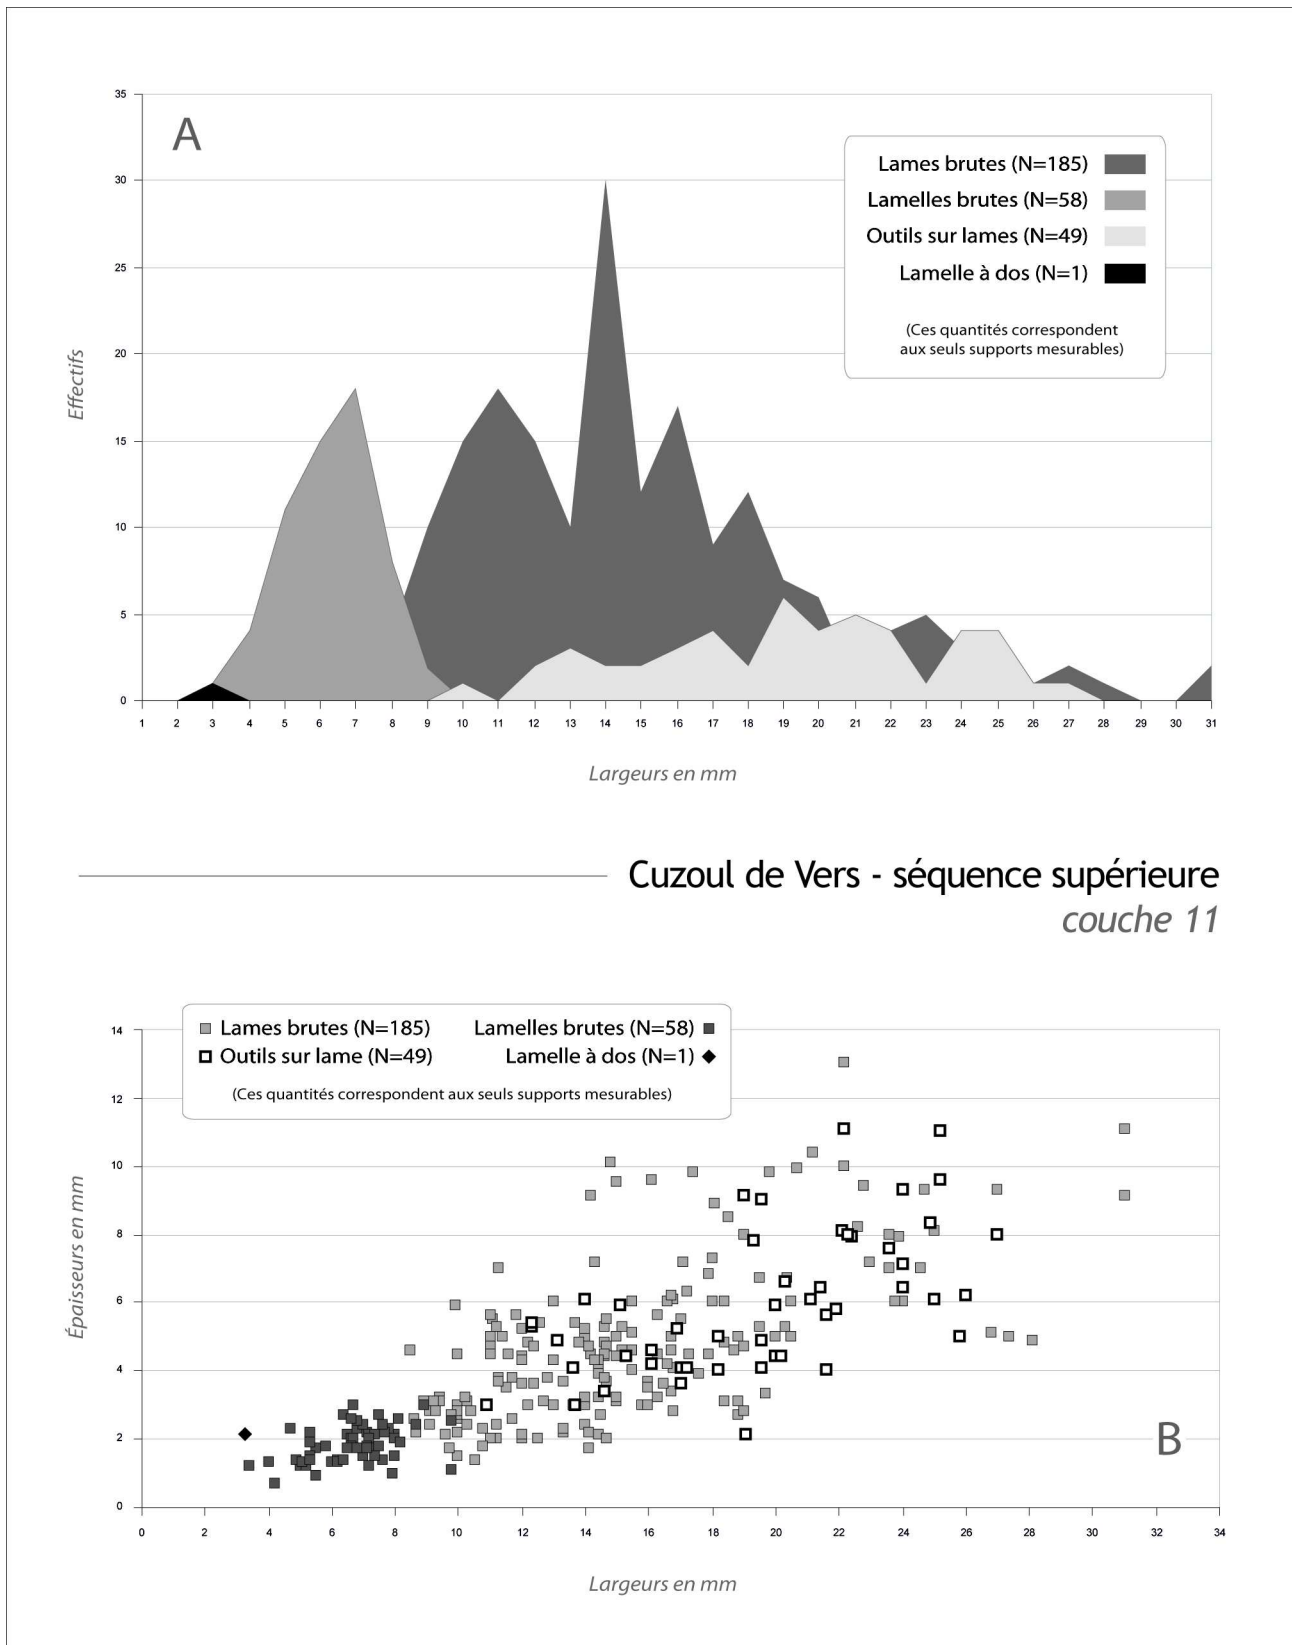 35
A
Lames brutes (N=185)
Lamelles brutes (N=58)
Outils sur lames (N=49)
Lamelle à dos (N=1)
(Ces quantités correspondent
aux seuls supports mesurables)
30
25
20
15
10
5
0
Effectifs
1 2 3 4 5 6 7 8 9 10 11 12 13 14 15 16 17 18 19 20 21 22 23 24 25 26 27 28 29 30 31
Largeurs en mm
Cuzoul de Vers - séquence supérieure
couche 11
Lames brutes (N=185) Lamelles brutes (N=58)
Outils sur lame (N=49) Lamelle à dos (N=1)
(Ces quantités correspondent aux seuls supports mesurables)
14
12
10
8
6
4
2
0
Épaisseurs en mm
B
0 2 4 6 8 10 12 14 16 18 20 22 24 26 28 30 32 34
Largeurs en mm